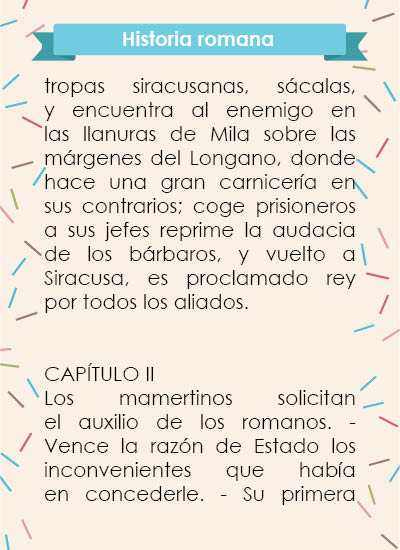 Historia romana
tropas siracusanas, sácalas,
y encuentra al enemigo en
las llanuras de Mila sobre las
márgenes del Longano, donde
hace una gran carnicería en
sus contrarios; coge prisioneros
a sus jefes reprime la audacia
de los bárbaros, y vuelto a
Siracusa, es proclamado rey
por todos los aliados.
CAPÍTULO II
Los mamertinos solicitan
el auxilio de los romanos. -
Vence la razón de Estado los
inconvenientes que había
en concederle. - Su primera